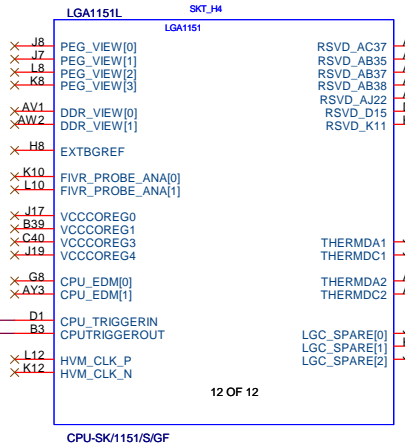 LGA1151L SKT_H4
LGA1151
J8 PEG_VIEW[0] RSVD_AC37
J7 PEG_VIEW[1] RSVD_AB35
L8 PEG_VIEW[2] RSVD_AB37
K8 PEG_VIEW[3] RSVD_AB38
RSVD_AJ22
AV1 DDR_VIEW[0] RSVD_D15
AW2 DDR_VIEW[1] RSVD_K11
H8 EXTBGREF
K10 FIVR_PROBE_ANA[0]
L10 FIVR_PROBE_ANA[1]
J17 VCCCOREG0
B39 VCCCOREG1
C40 VCCCOREG3 THERMDA1
J19 VCCCOREG4 THERMDC1
G8 CPU_EDM[0] THERMDA2
AY3 CPU_EDM[1] THERMDC2
D1 CPU_TRIGGERIN
B3 CPUTRIGGEROUT LGC_SPARE[0]
LGC_SPARE[1]
L12 HVM_CLK_P LGC_SPARE[2]
K12 HVM_CLK_N
12 OF 12
CPU-SK/1151/S/GF